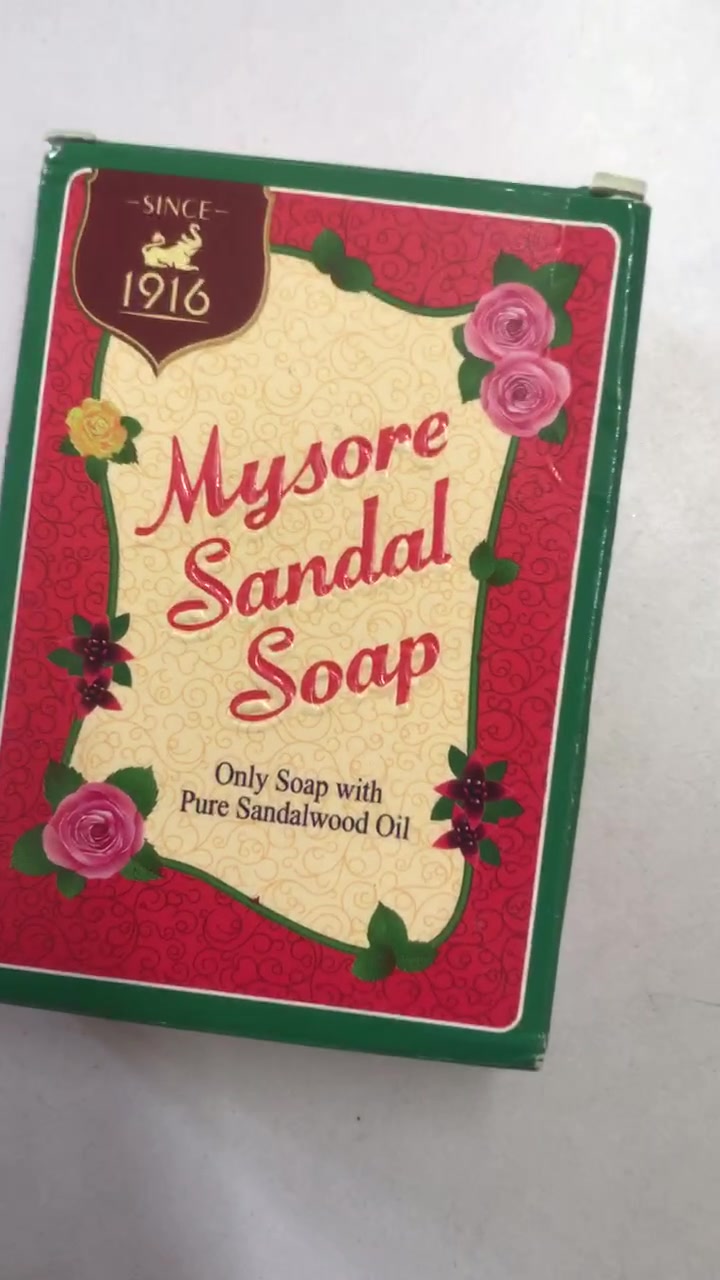 -SINCE-
1916
Mysore
Sandal
Soap
Only Soap with
Pure Sandalwood Oil